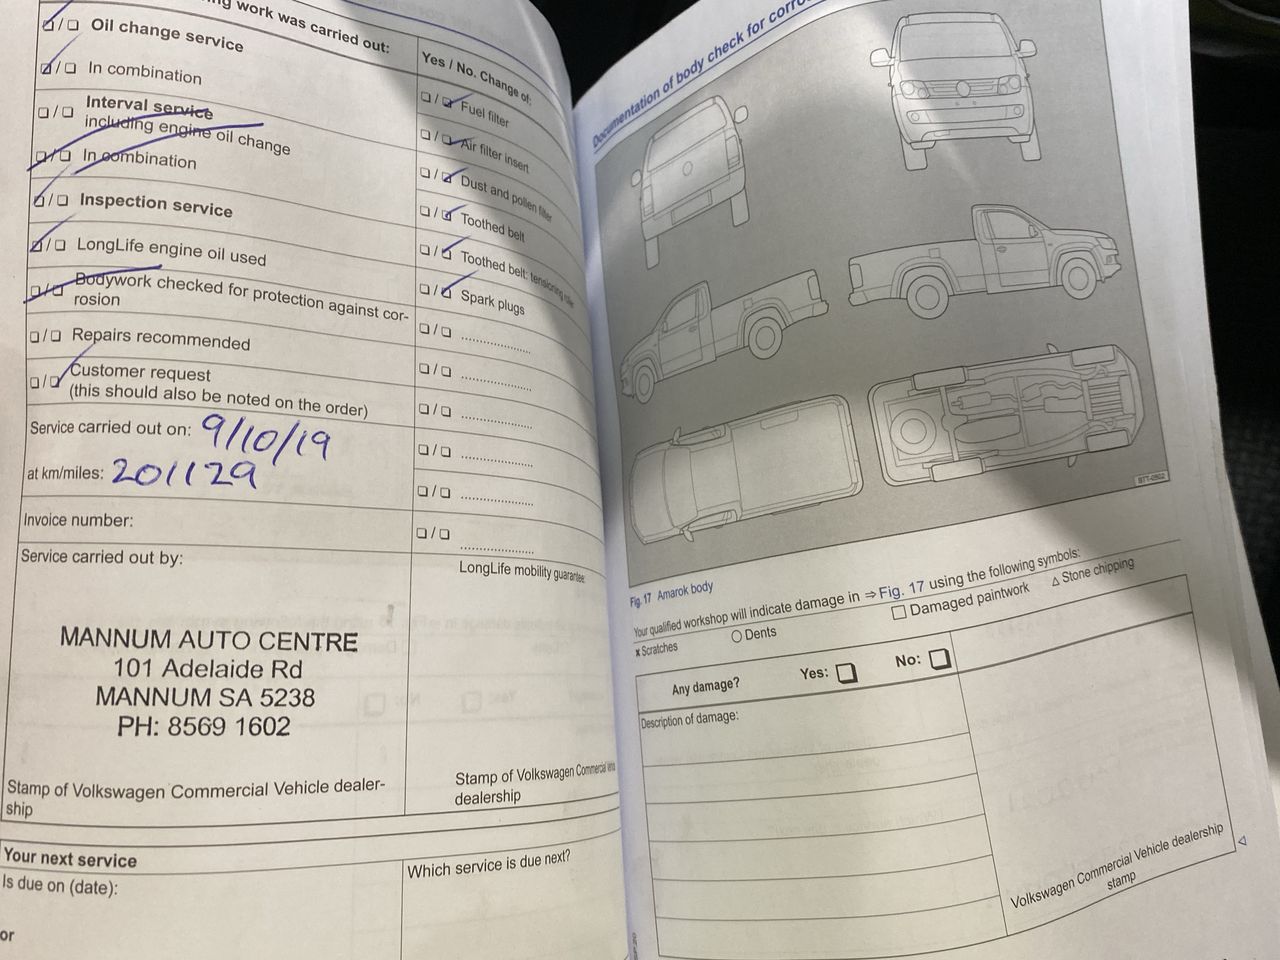 ng work was carried out:
☑/☐ Oil change service
☑/☐ In combination
☐/☐ Interval service
including engine oil change
☐/☐ In combination
☑/☐ Inspection service
☑/☐ LongLife engine oil used
☐/☐ Bodywork checked for protection against cor-
rosion
☐/☐ Repairs recommended
☐/☑ Customer request
(this should also be noted on the order)
Service carried out on: 9/10/19
at km/miles: 201129
Invoice number:
Service carried out by:
MANNUM AUTO CENTRE
101 Adelaide Rd
MANNUM SA 5238
PH: 8569 1602
Stamp of Volkswagen Commercial Vehicle dealer-
ship
Your next service
Is due on (date):
or
Yes / No. Change of:
☐/☑ Fuel filter
☐/☑ Air filter insert
☐/☑ Dust and pollen filter
☐/☑ Toothed belt
☐/☑ Toothed belt: tensioning roller
☐/☑ Spark plugs
☐/☐ ....................
☐/☐ ....................
☐/☐ ....................
☐/☐ ....................
☐/☐ ....................
☐/☐ ....................
LongLife mobility guarantee:
Stamp of Volkswagen Commercial
dealership
Which service is due next?
Documentation of body check for
BTT-0502
Fig. 17 Amarok body
Your qualified workshop will indicate damage in ⇒ Fig. 17 using the following symbols:
x Scratches ○ Dents □ Damaged paintwork △ Stone chipping
Any damage? Yes: ☐ No: ☐
Description of damage:
Volkswagen Commercial Vehicle dealership
stamp